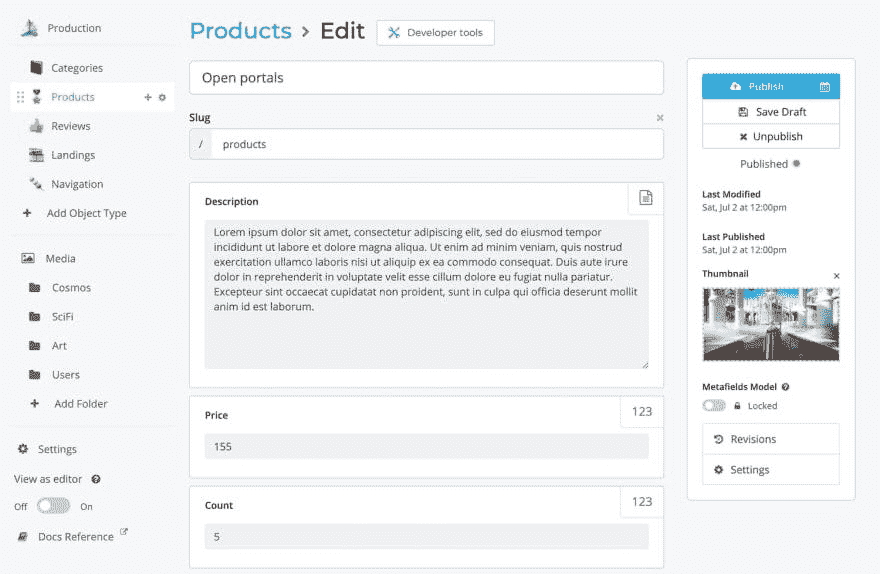 Production
Categories
Products
Reviews
Landings
Navigation
Add Object Type
Media
Cosmos
SciFi
Art
Users
Add Folder
Settings
View as editor
Off On
Docs Reference
Products > Edit
Developer tools
Open portals
Slug
/ products
Description
Lorem ipsum dolor sit amet, consectetur adipiscing elit, sed do eiusmod tempor
incididunt ut labore et dolore magna aliqua. Ut enim ad minim veniam, quis nostrud
exercitation ullamco laboris nisi ut aliquip ex ea commodo consequat. Duis aute irure
dolor in reprehenderit in voluptate velit esse cillum dolore eu fugiat nulla pariatur.
Excepteur sint occaecat cupidatat non proident, sunt in culpa qui officia deserunt mollit
anim id est laborum.
Price
123
155
Count
123
5
Publish
Save Draft
Unpublish
Published
Last Modified
Sat, Jul 2 at 12:00pm
Last Published
Sat, Jul 2 at 12:00pm
Thumbnail
Metafields Model
Locked
Revisions
Settings